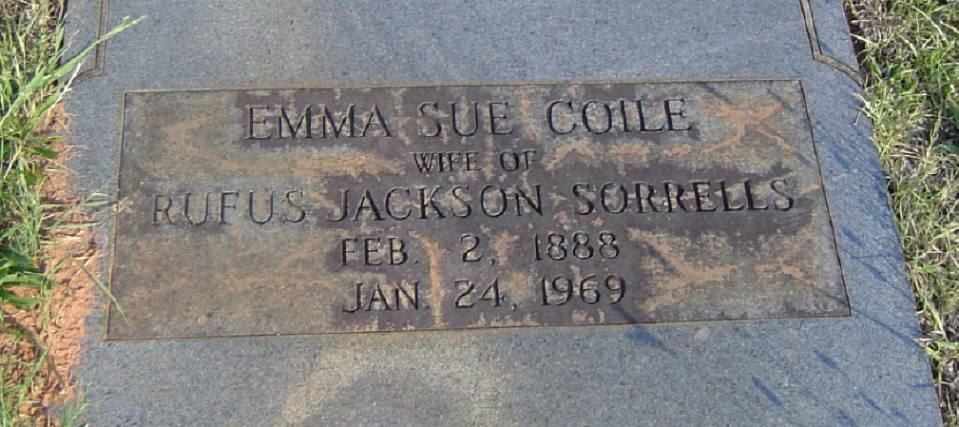 EMMA SUE COILE
WIFE OF
RUFUS JACKSON SORRELLS
FEB. 2, 1888
JAN. 24, 1969